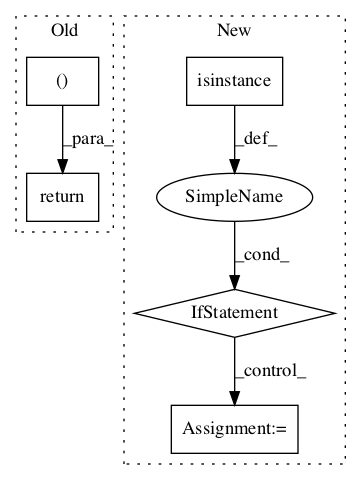 Old
()
_para_
return
New
isinstance
_def_
SimpleName
_cond_
IfStatement
_control_
Assignment:=